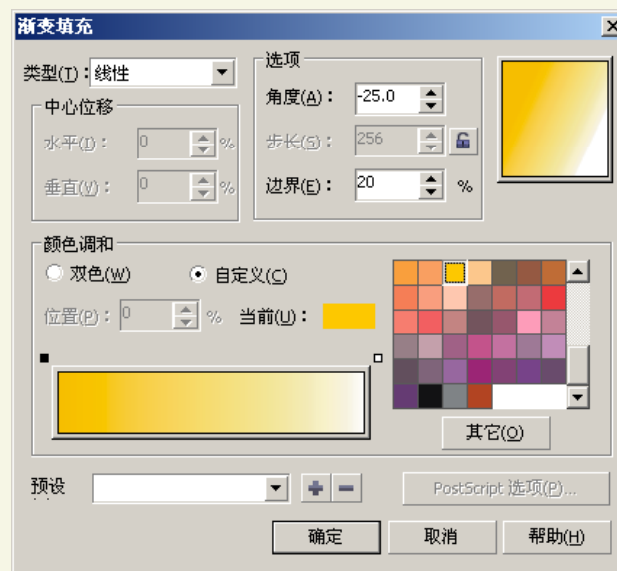 渐变填充
类型(T)：线性
中心位移
水平(I)：0 %
垂直(V)：0 %
选项
角度(A)：-25.0
步长(S)：256
边界(E)：20 %
颜色调和
双色(W) 自定义(C)
位置(P)：0 % 当前(U)：
其它(O)
预设
PostScript 选项(P)...
确定 取消 帮助(H)